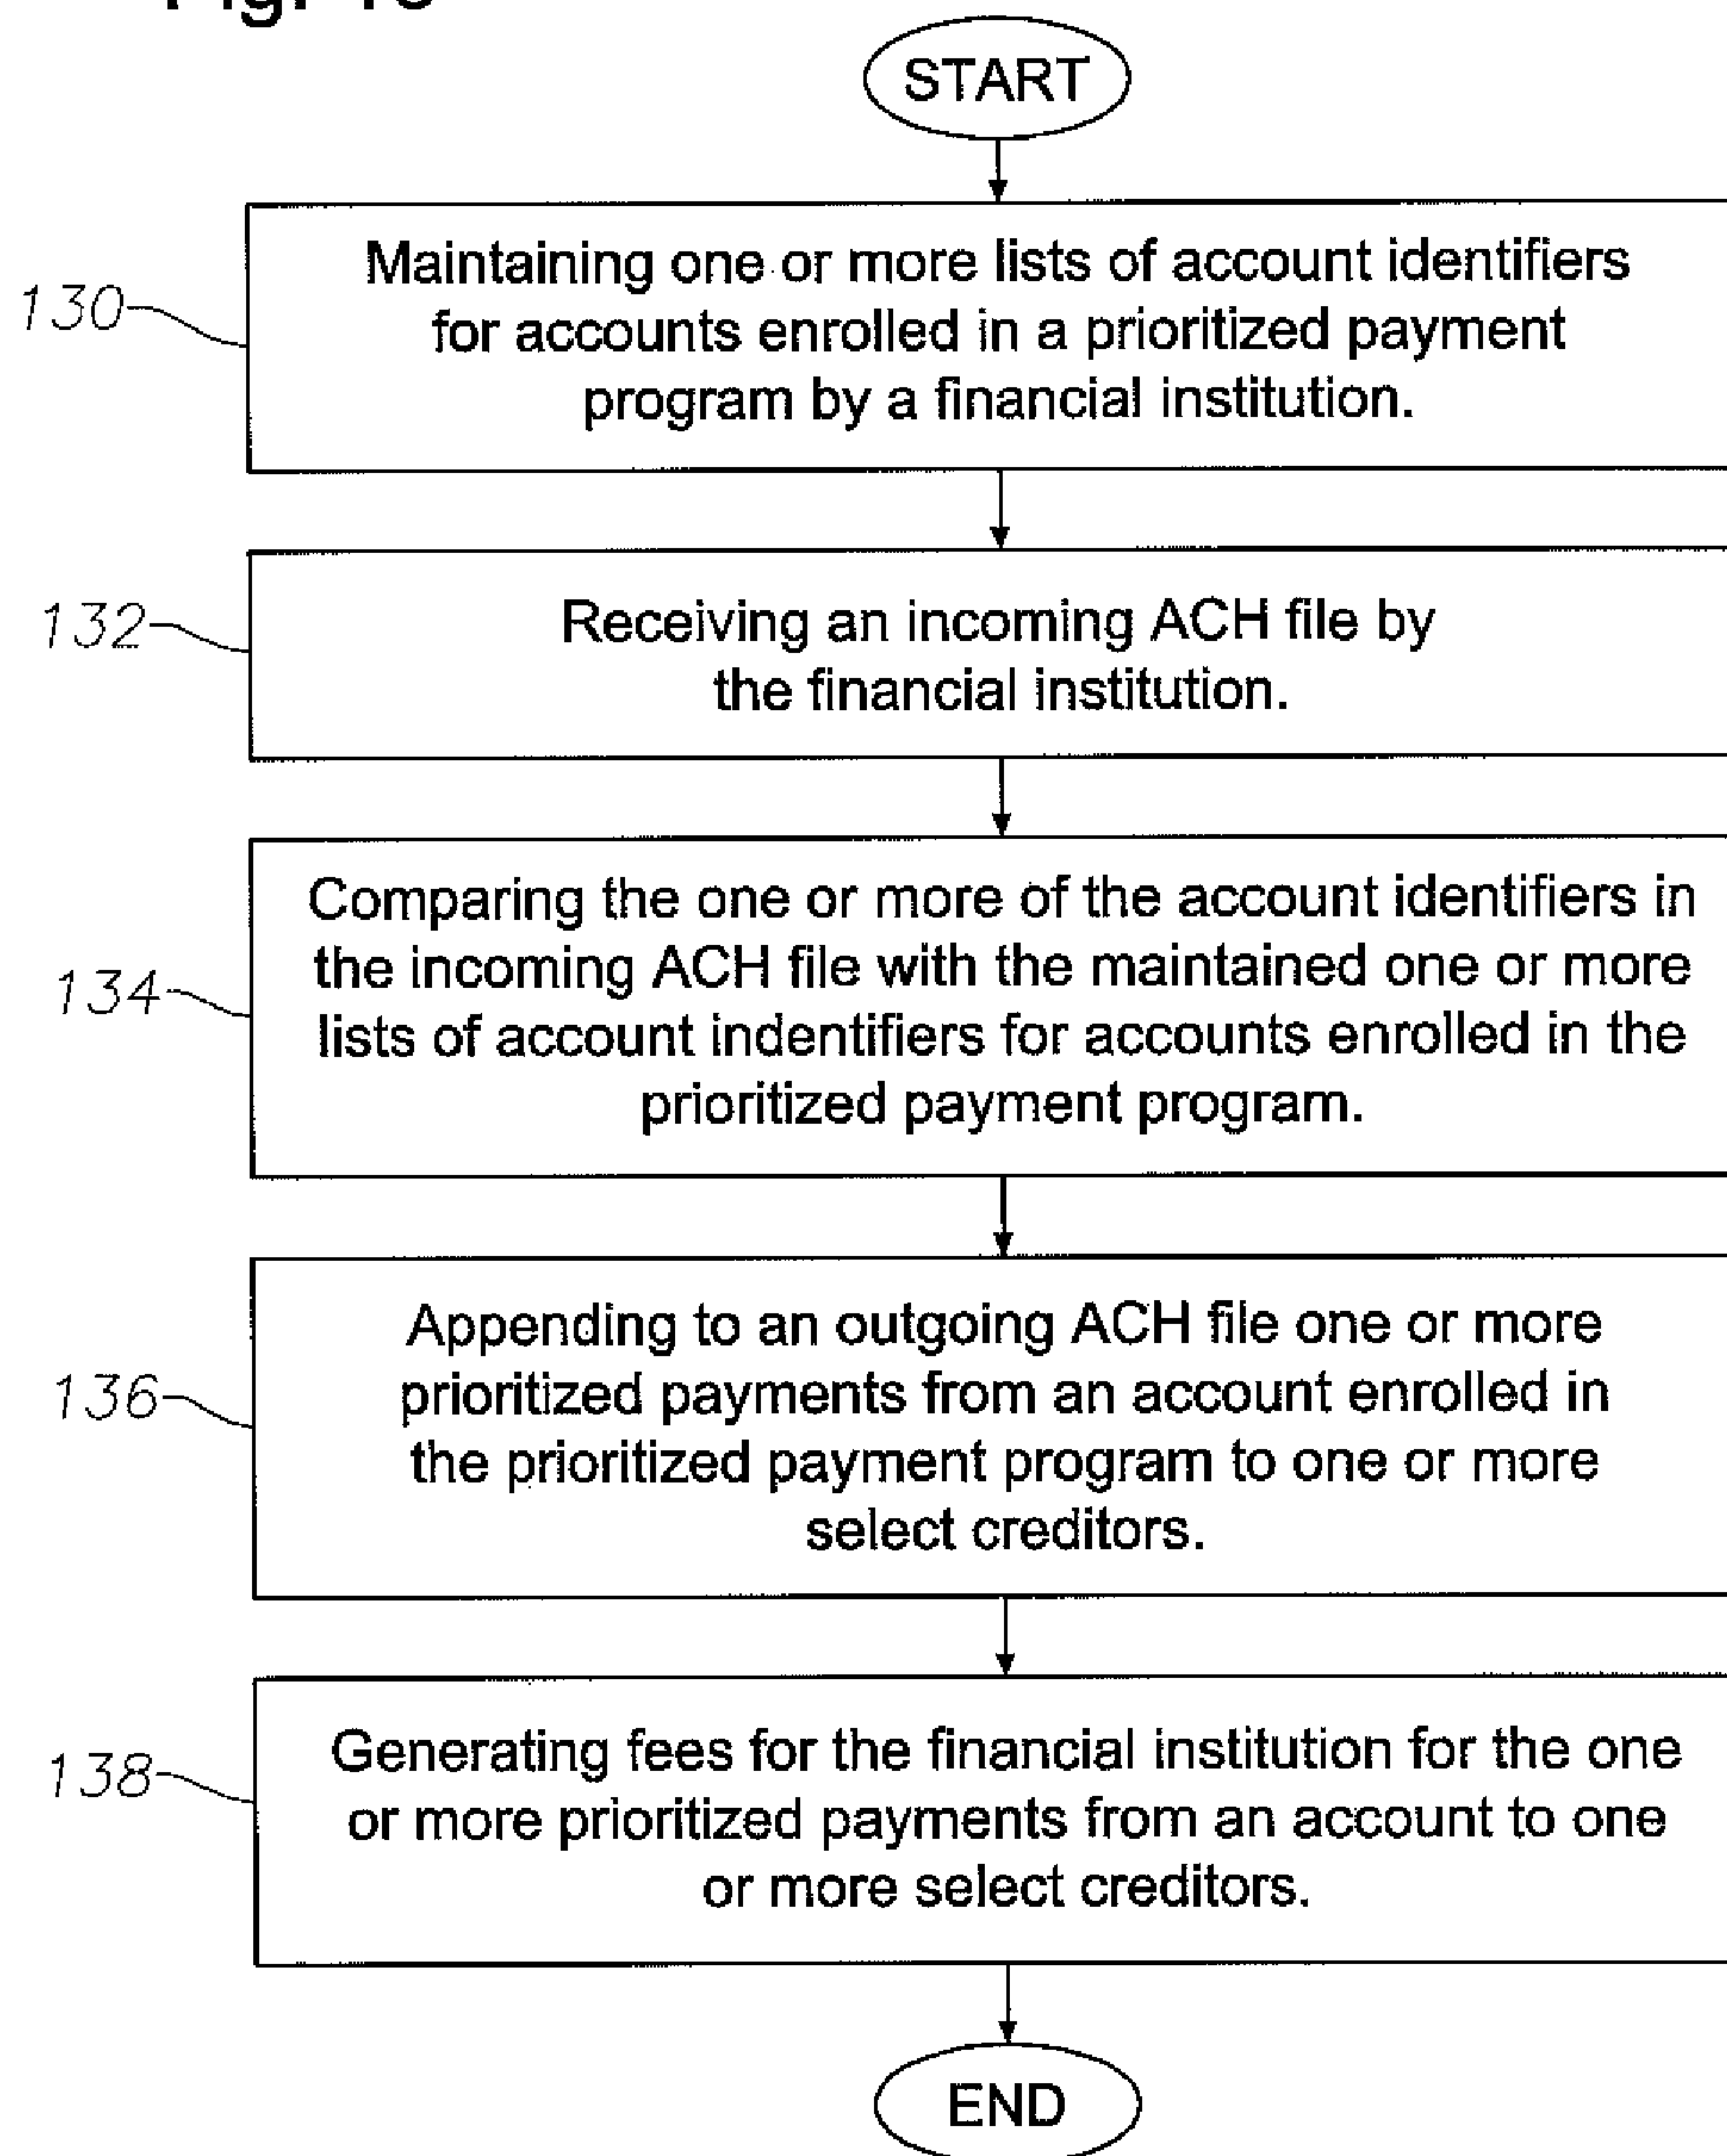 START
130
Maintaining one or more lists of account identifiers
for accounts enrolled in a prioritized payment
program by a financial institution.
132
Receiving an incoming ACH file by
the financial institution.
134
Comparing the one or more of the account identifiers in
the incoming ACH file with the maintained one or more
lists of account indentifiers for accounts enrolled in the
prioritized payment program.
136
Appending to an outgoing ACH file one or more
prioritized payments from an account enrolled in
the prioritized payment program to one or more
select creditors.
138
Generating fees for the financial institution for the one
or more prioritized payments from an account to one
or more select creditors.
END